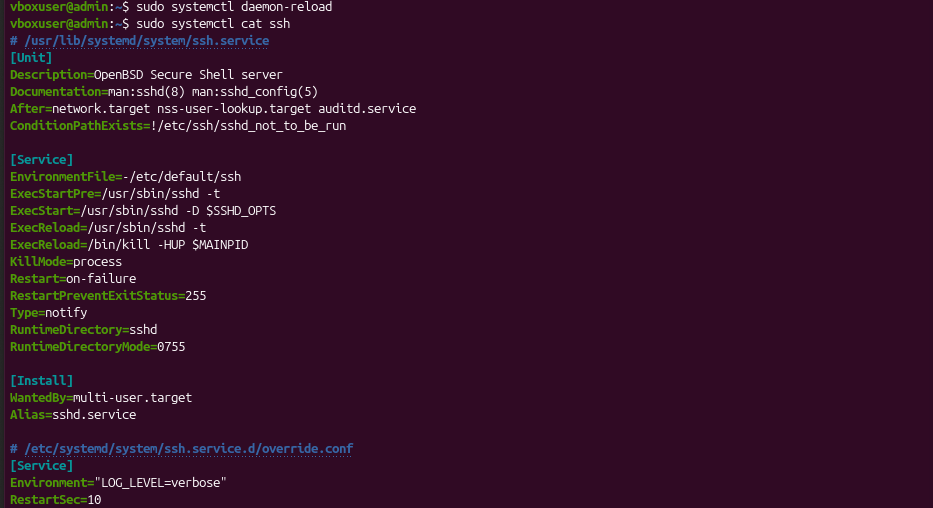 vboxuser@admin:~$ sudo systemctl daemon-reload
vboxuser@admin:~$ sudo systemctl cat ssh
# /usr/lib/systemd/system/ssh.service
[Unit]
Description=OpenBSD Secure Shell server
Documentation=man:sshd(8) man:sshd_config(5)
After=network.target nss-user-lookup.target auditd.service
ConditionPathExists=!/etc/ssh/sshd_not_to_be_run
[Service]
EnvironmentFile=-/etc/default/ssh
ExecStartPre=/usr/sbin/sshd -t
ExecStart=/usr/sbin/sshd -D $SSHD_OPTS
ExecReload=/usr/sbin/sshd -t
ExecReload=/bin/kill -HUP $MAINPID
KillMode=process
Restart=on-failure
RestartPreventExitStatus=255
Type=notify
RuntimeDirectory=sshd
RuntimeDirectoryMode=0755
[Install]
WantedBy=multi-user.target
Alias=sshd.service
# /etc/systemd/system/ssh.service.d/override.conf
[Service]
Environment="LOG_LEVEL=verbose"
RestartSec=10